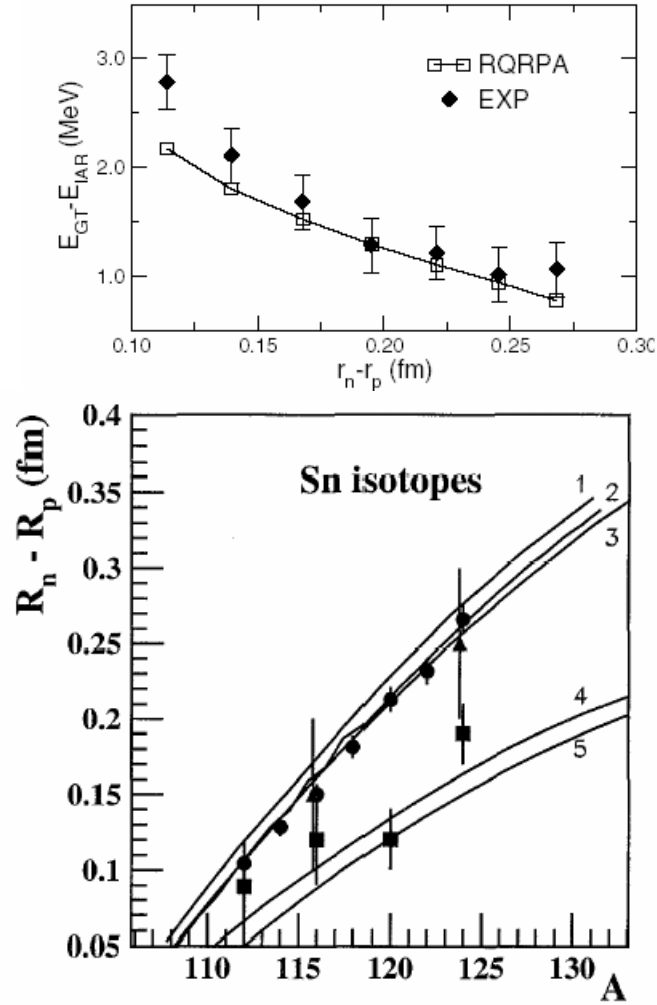 3.0
2.0
1.0
E_GT-E_IAR (MeV)
RQRPA
EXP
0.10 0.15 0.20 0.25 0.30
r_n-r_p (fm)
0.4
0.35
0.3
0.25
0.2
0.15
0.1
0.05
R_n - R_p (fm)
Sn isotopes
1
2
3
4
5
110 115 120 125 130
A